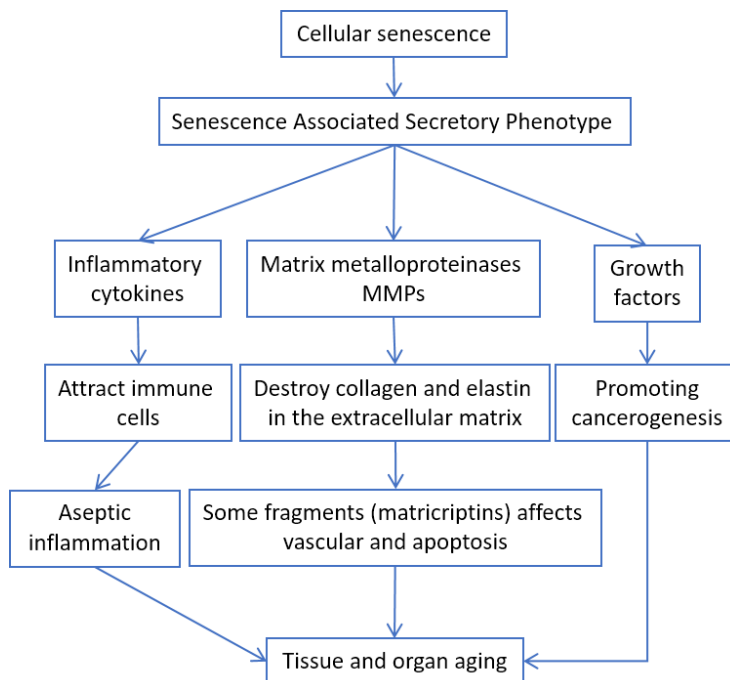 Cellular senescence
Senescence Associated Secretory Phenotype
Inflammatory
cytokines
Matrix metalloproteinases
MMPs
Growth
factors
Attract immune
cells
Destroy collagen and elastin
in the extracellular matrix
Promoting
cancerogenesis
Aseptic
inflammation
Some fragments (matricriptins) affects
vascular and apoptosis
Tissue and organ aging